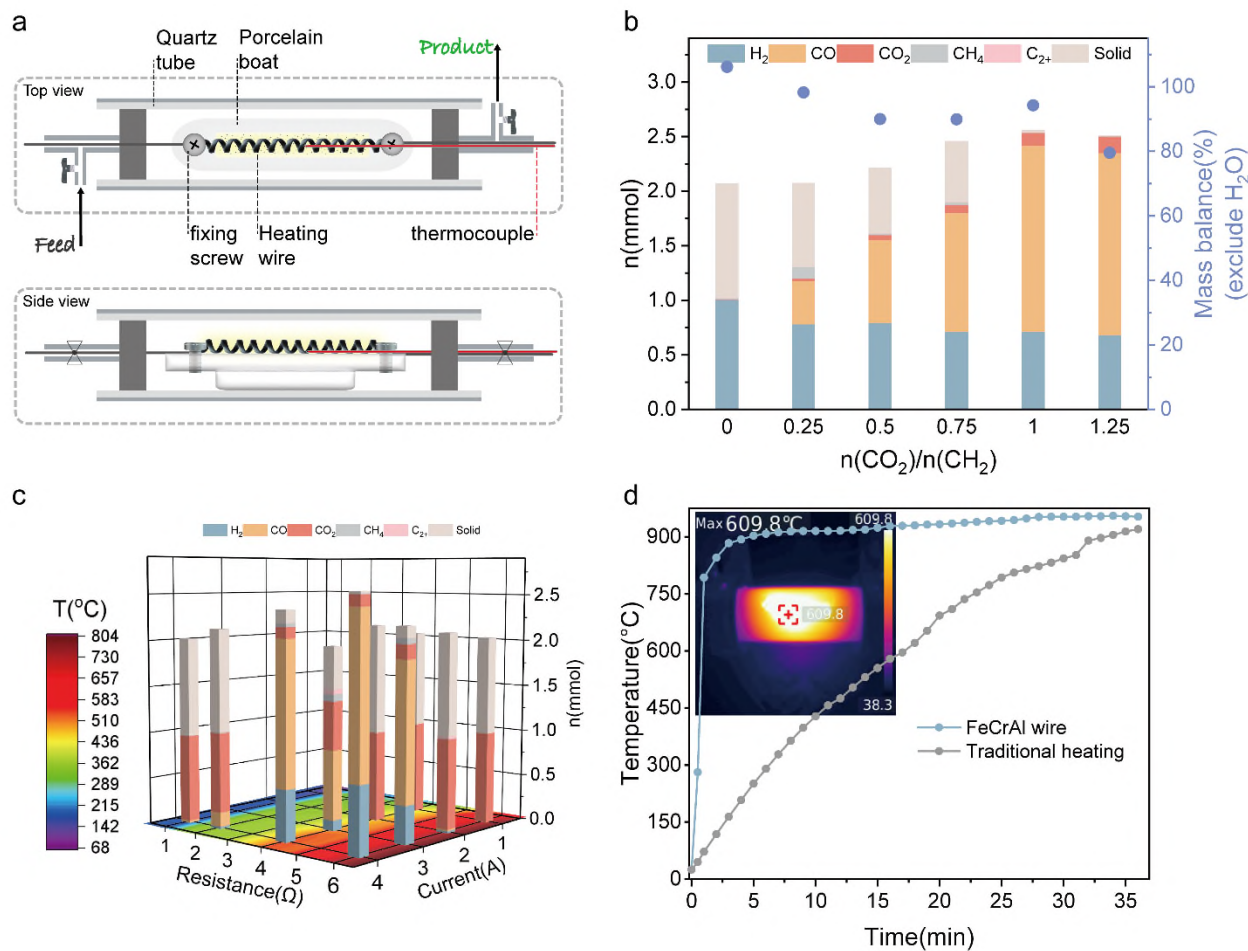 a
Quartz
tube
Porcelain
boat
Product
Top view
Feed
fixing
screw
Heating
wire
thermocouple
Side view
b
H₂ CO CO₂ CH₄ C₂₊ Solid
3.0
2.5
2.0
1.5
1.0
0.5
0.0
n(mmol)
100
80
60
40
20
0
Mass balance(%)
(exclude H₂O)
0 0.25 0.5 0.75 1 1.25
n(CO₂)/n(CH₂)
c
H₂ CO CO₂ CH₄ C₂₊ Solid
T(°C)
804
730
657
510
436
362
289
215
142
68
2.5
2.0
1.5
1.0
0.5
0.0
n(mmol)
1 2 3 4 5 6
Resistance(Ω)
4 3 2 1
Current(A)
d
900
750
600
450
300
150
0
Temperature(°C)
Max 609.8°C
609.8
609.8
38.3
FeCrAl wire
Traditional heating
0 5 10 15 20 25 30 35
Time(min)